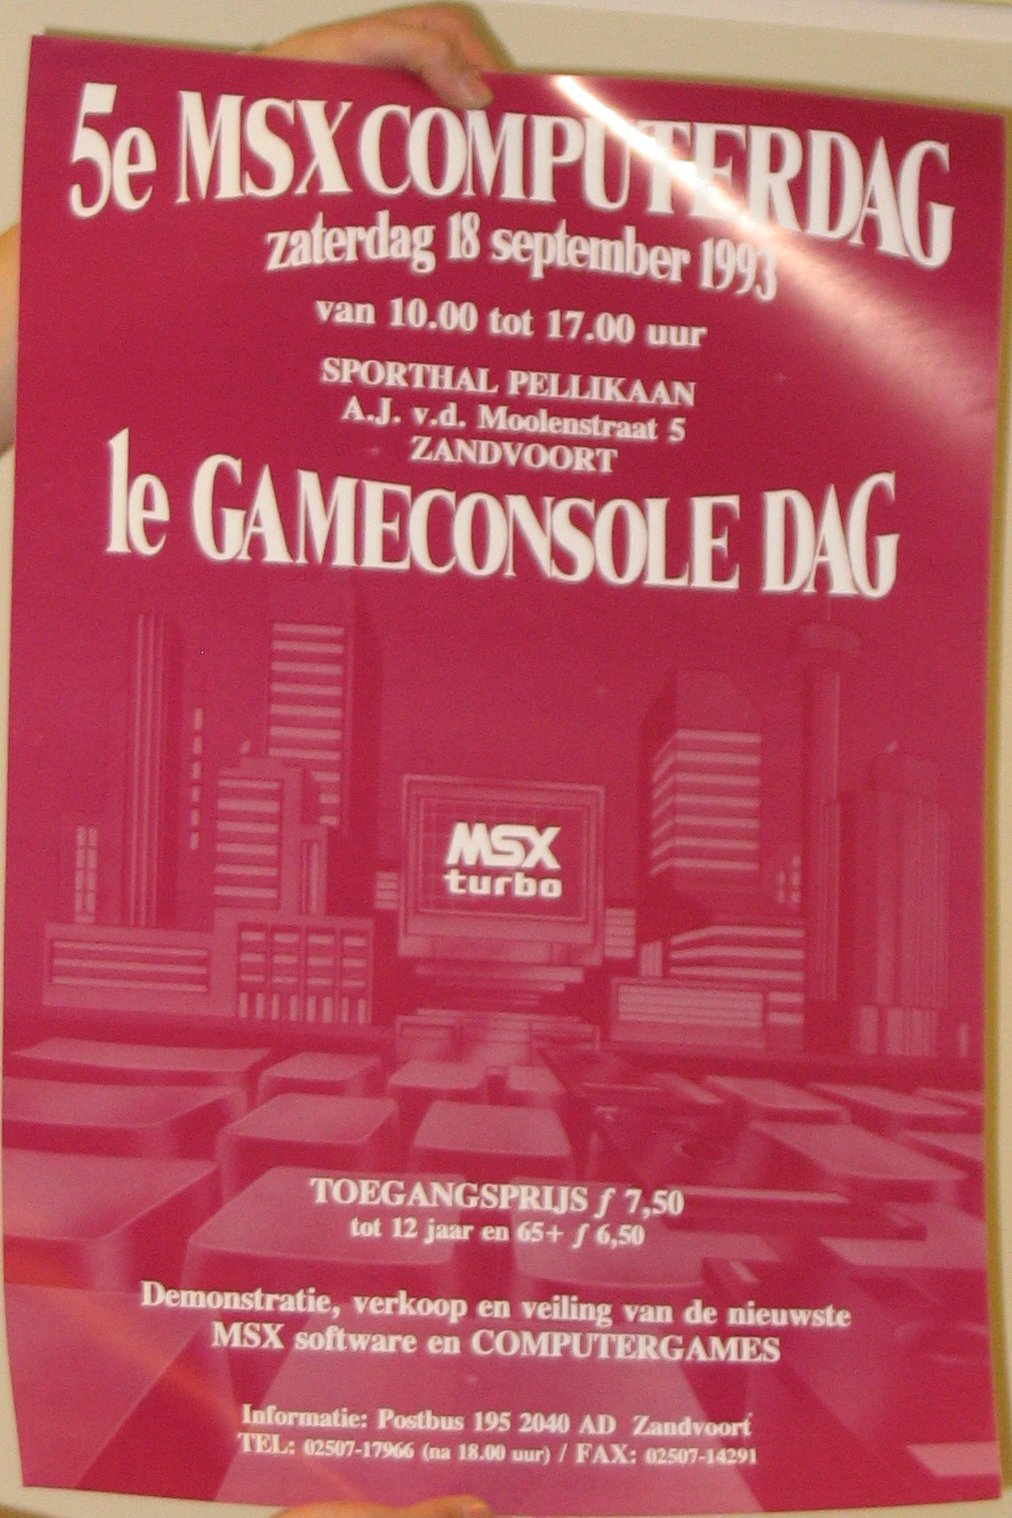 5e MSX COMPUTERDAG
zaterdag 18 september 1993
van 10.00 tot 17.00 uur
SPORTHAL PELLIKAAN
A.J. v.d. Moolenstraat 5
ZANDVOORT
1e GAMECONSOLE DAG
MSX
turbo
TOEGANGSPRIJS ƒ 7,50
tot 12 jaar en 65+ ƒ 6,50
Demonstratie, verkoop en veiling van de nieuwste
MSX software en COMPUTERGAMES
Informatie: Postbus 195 2040 AD Zandvoort
TEL: 02507-17966 (na 18.00 uur) / FAX: 02507-14291